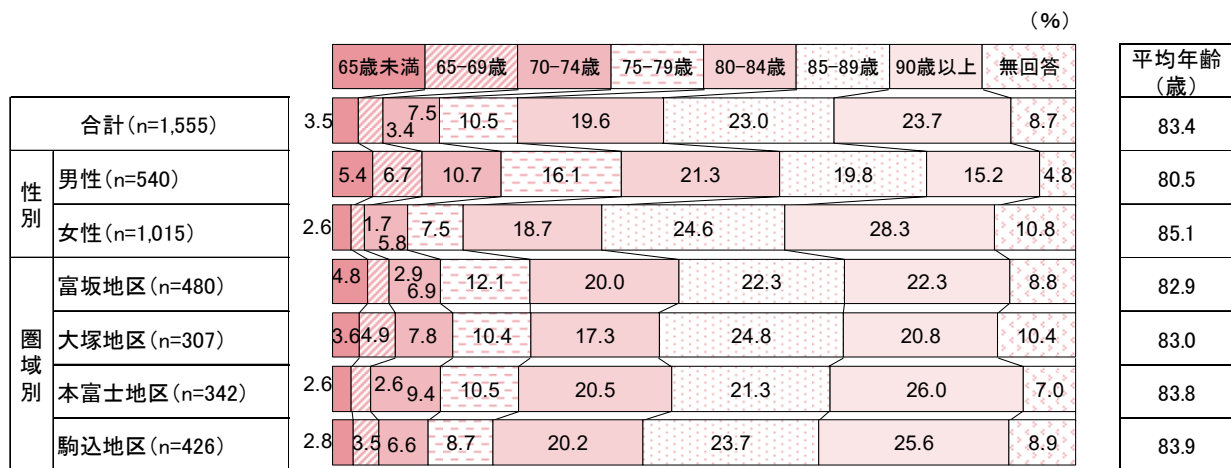 (%)
65歳未満 65-69歳 70-74歳 75-79歳 80-84歳 85-89歳 90歳以上 無回答 平均年齢
(歳)
合計(n=1,555) 3.5 3.4 7.5 10.5 19.6 23.0 23.7 8.7 83.4
性別
男性(n=540) 5.4 6.7 10.7 16.1 21.3 19.8 15.2 4.8 80.5
女性(n=1,015) 2.6 1.7 5.8 7.5 18.7 24.6 28.3 10.8 85.1
圏域別
富坂地区(n=480) 4.8 2.9 6.9 12.1 20.0 22.3 22.3 8.8 82.9
大塚地区(n=307) 3.6 4.9 7.8 10.4 17.3 24.8 20.8 10.4 83.0
本富士地区(n=342) 2.6 2.6 9.4 10.5 20.5 21.3 26.0 7.0 83.8
駒込地区(n=426) 2.8 3.5 6.6 8.7 20.2 23.7 25.6 8.9 83.9